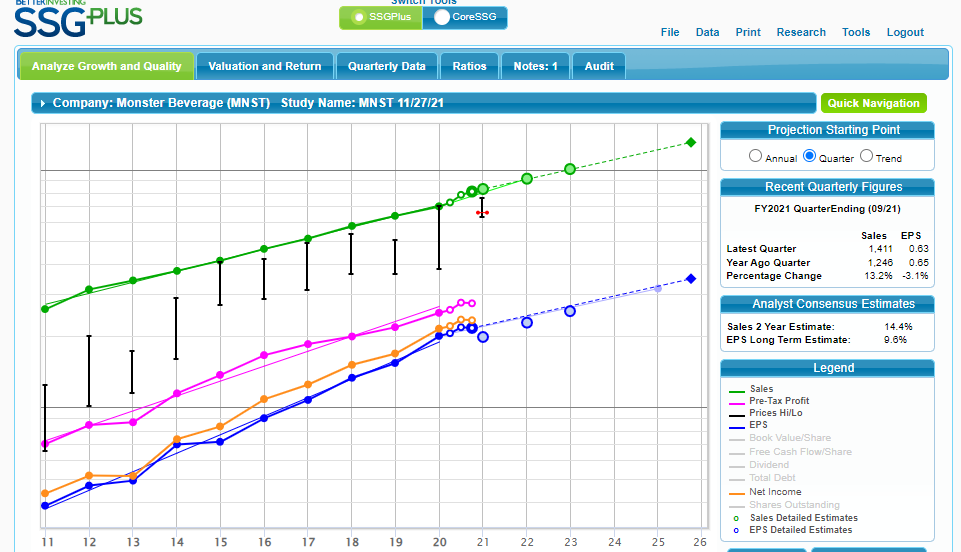 BETTERINVESTING
SSG-PLUS
Switch Tools
SSGPlus CoreSSG
File Data Print Research Tools Logout
Analyze Growth and Quality Valuation and Return Quarterly Data Ratios Notes: 1 Audit
Company: Monster Beverage (MNST) Study Name: MNST 11/27/21
Quick Navigation
Projection Starting Point
Annual Quarter Trend
Recent Quarterly Figures
FY2021 QuarterEnding (09/21)
Sales EPS
Latest Quarter 1,411 0.63
Year Ago Quarter 1,246 0.65
Percentage Change 13.2% -3.1%
Analyst Consensus Estimates
Sales 2 Year Estimate: 14.4%
EPS Long Term Estimate: 9.6%
Legend
Sales
Pre-Tax Profit
Prices Hi/Lo
EPS
Book Value/Share
Free Cash Flow/Share
Dividend
Total Debt
Net Income
Shares Outstanding
Sales Detailed Estimates
EPS Detailed Estimates
11 12 13 14 15 16 17 18 19 20 21 22 23 25 26